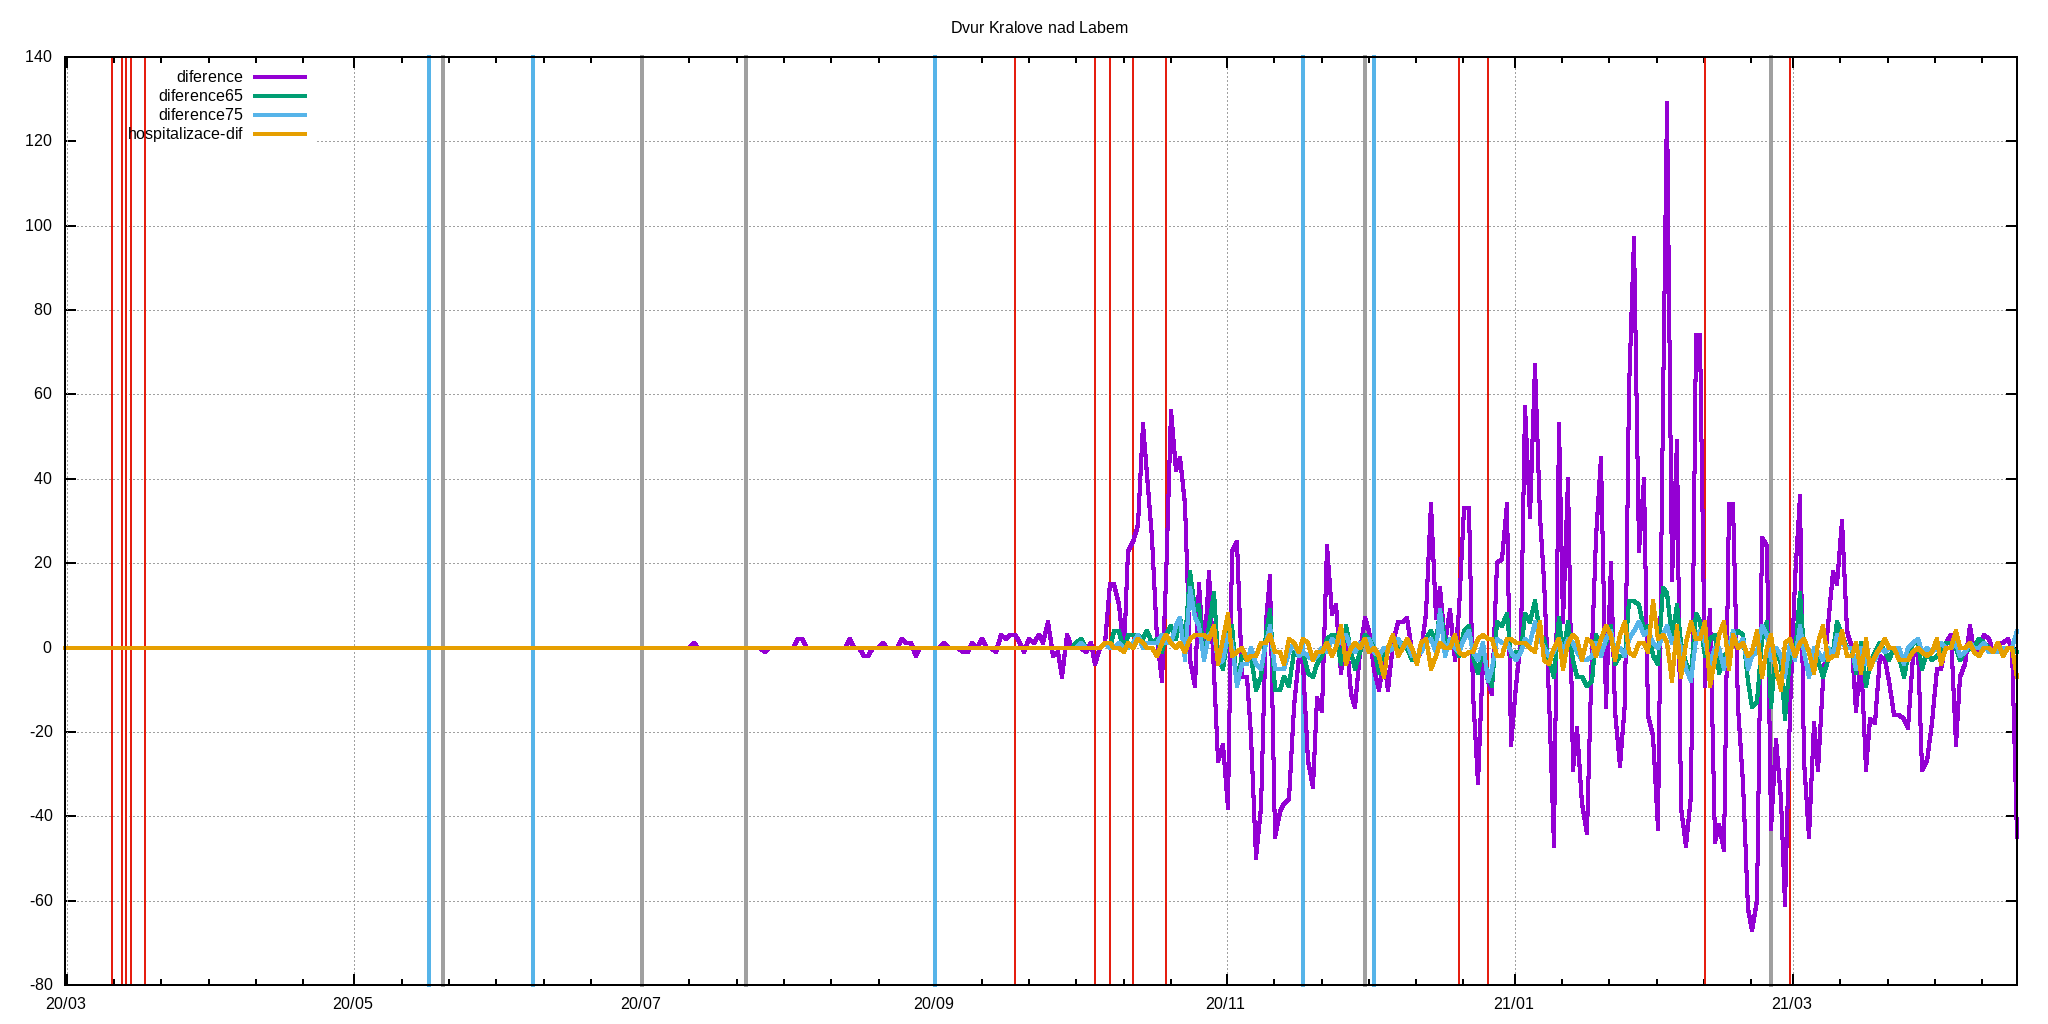 Dvur Kralove nad Labem
140
diference
diference65
diference75
hospitalizace-dif
120
100
80
60
40
20
0
-20
-40
-60
-80
20/03 20/05 20/07 20/09 20/11 21/01 21/03